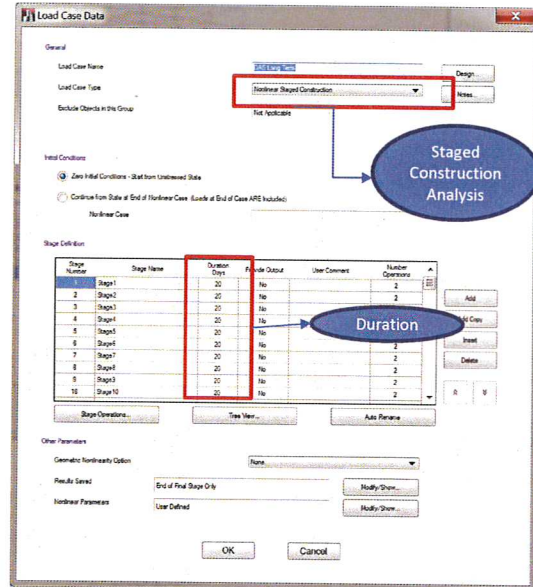 Load Case Data
General
Load Case Name
Design...
Load Case Type
Nonlinear Staged Construction
Notes...
Exclude Objects in this Group
Not Applicable
Staged
Construction
Analysis
Initial Conditions
Zero Initial Conditions - Start from Unstressed State
Continue from State at End of Nonlinear Case (Loads at End of Case ARE Included)
Nonlinear Case
Stage Definition
Stage Number Stage Name Duration Days Provide Output User Comment Number Operations
1 Stage1 20 No 2
2 Stage2 20 No 2
3 Stage3 20 No
4 Stage4 20 No
5 Stage5 20 No
6 Stage6 20 No 2
7 Stage7 20 No 2
8 Stage8 20 No 2
9 20 No 2
10 Stage10 20 No 2
Duration
Add
Add Copy
Insert
Delete
Stage Operations...
Tree View...
Auto Rename
Other Parameters
Geometric Nonlinearity Option
None
Results Saved
End of Final Stage Only
Modify/Show...
Nonlinear Parameters
User Defined
Modify/Show...
OK
Cancel